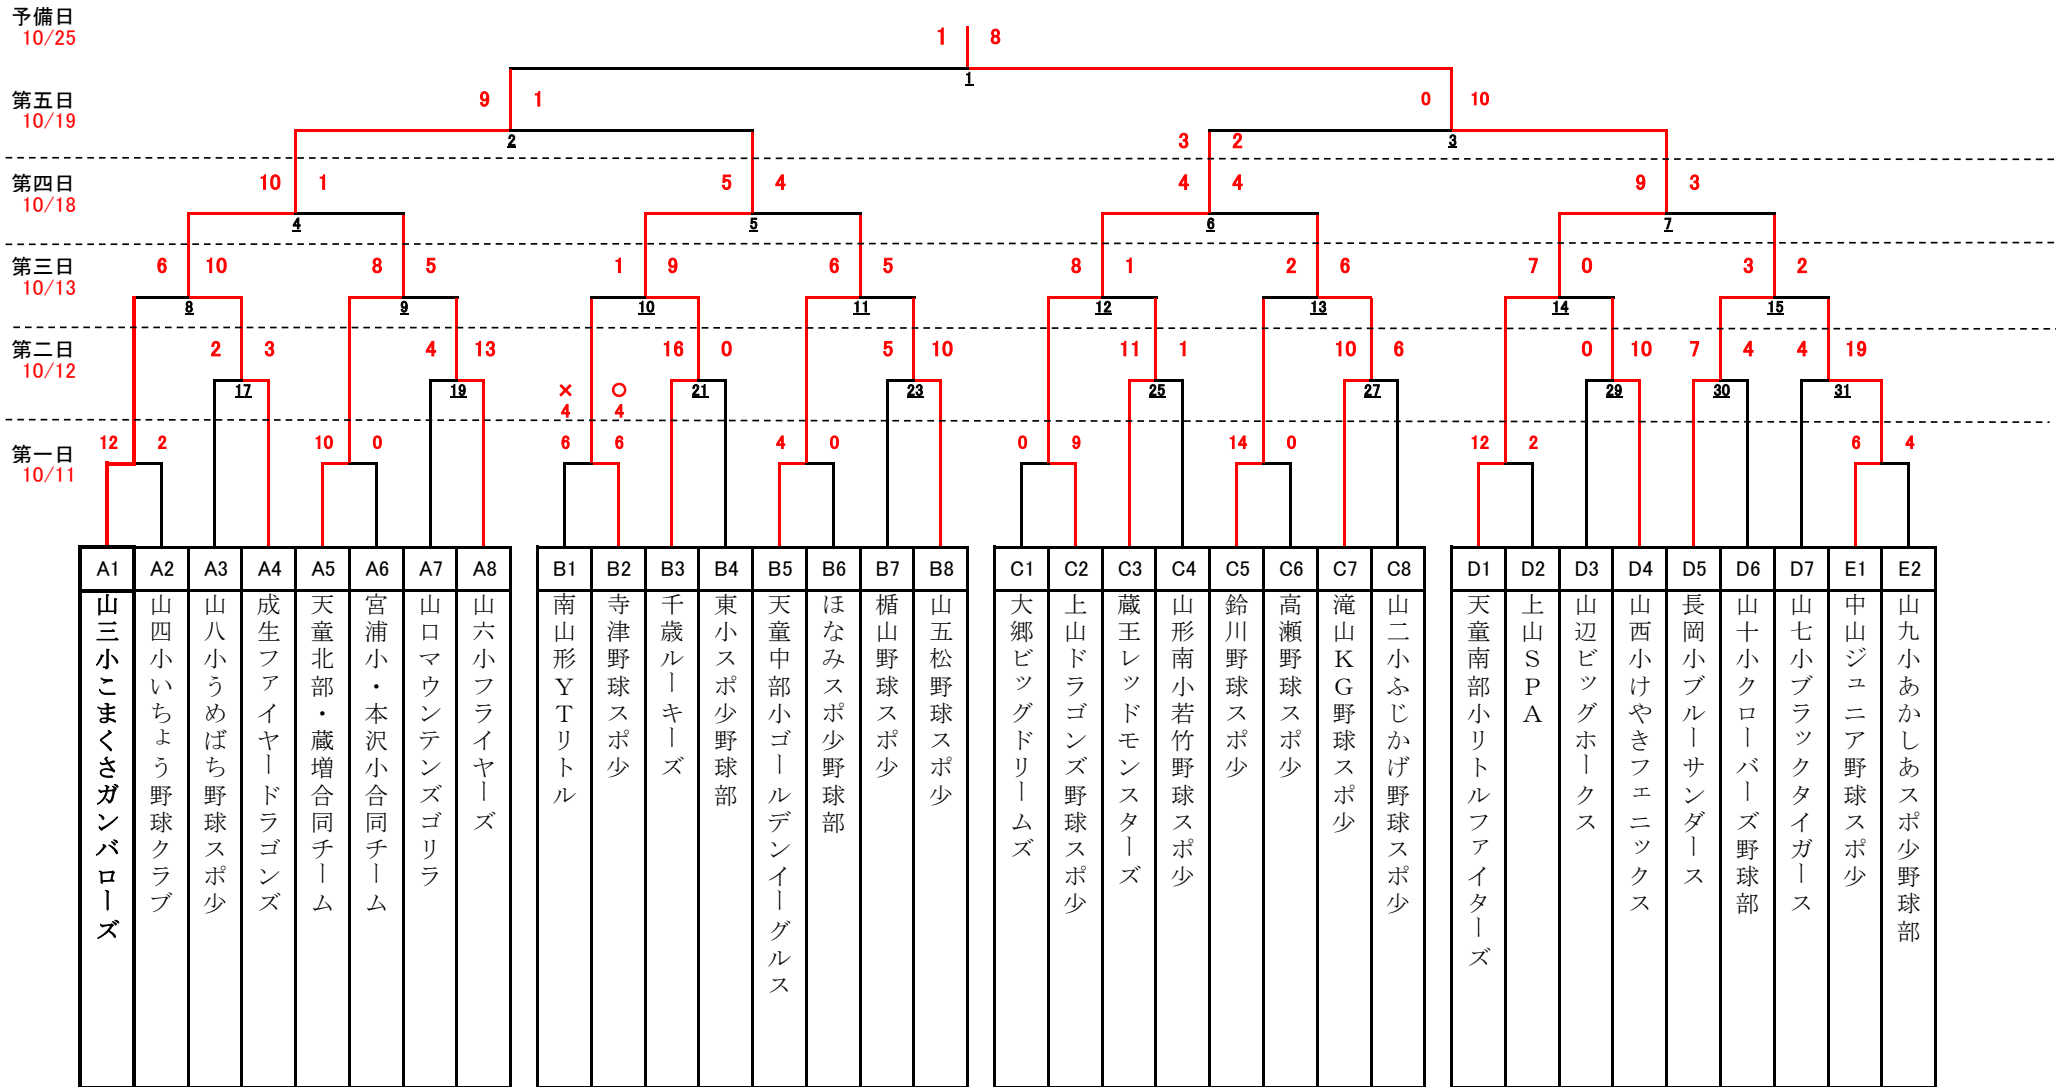 予備日
10/25
1 8
1
第五日
10/19
9 1
0 10
2
3 2
3
第四日
10/18
10 1
5 4
4 4
9 3
4
5
6
7
第三日
10/13
6 10
8 5
1 9
6 5
8 1
2 6
7 0
3 2
8
9
10
11
12
13
14
15
第二日
10/12
2 3
4 13
16 0
5 10
11 1
10 6
0 10
7 4
4 19
17
19
× ○
4 4
21
23
25
27
29
30
31
第一日
10/11
12 2
10 0
6 6
4 0
0 9
14 0
12 2
6 4
A1
山三小こまくさガンバローズ
A2
山四小いちょう野球クラブ
A3
山八小うめばち野球スポ少
A4
成生ファイヤードラゴンズ
A5
天童北部・蔵増合同チーム
A6
宮浦小・本沢小合同チーム
A7
山口マウンテンズゴリラ
A8
山六小フライヤーズ
B1
南山形YTリトル
B2
寺津野球スポ少
B3
千歳ルーキーズ
B4
東小スポ少野球部
B5
天童中部小ゴールデンイーグルス
B6
ほなみスポ少野球部
B7
楯山野球スポ少
B8
山五松野球スポ少
C1
大郷ビッグドリームズ
C2
上山ドラゴンズ野球スポ少
C3
蔵王レッドモンスターズ
C4
山形南小若竹野球スポ少
C5
鈴川野球スポ少
C6
高瀬野球スポ少
C7
滝山KG野球スポ少
C8
山二小ふじかげ野球スポ少
D1
天童南部小リトルファイターズ
D2
上山SPA
D3
山辺ビッグホークス
D4
山西小けやきフェニックス
D5
長岡小ブルーサンダース
D6
山十小クローバーズ野球部
D7
山七小ブラックタイガース
E1
中山ジュニア野球スポ少
E2
山九小あかしあスポ少野球部